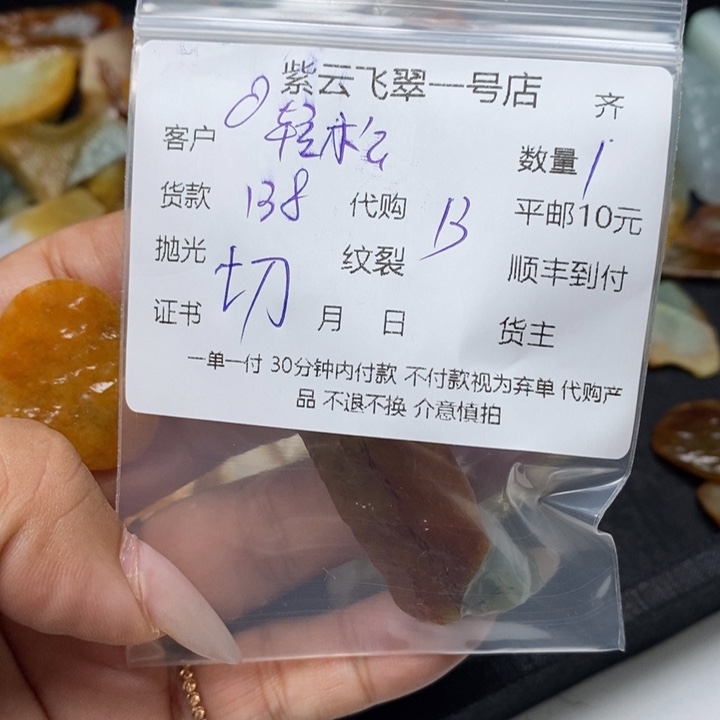 紫云飞翠一号店 齐
客户 轻松 数量 1
货款 138 代购 13 平邮10元
抛光 切 纹裂 顺丰到付
证书 月 日 货主
一单一付 30分钟内付款 不付款视为弃单 代购产
品 不退不换 介意慎拍